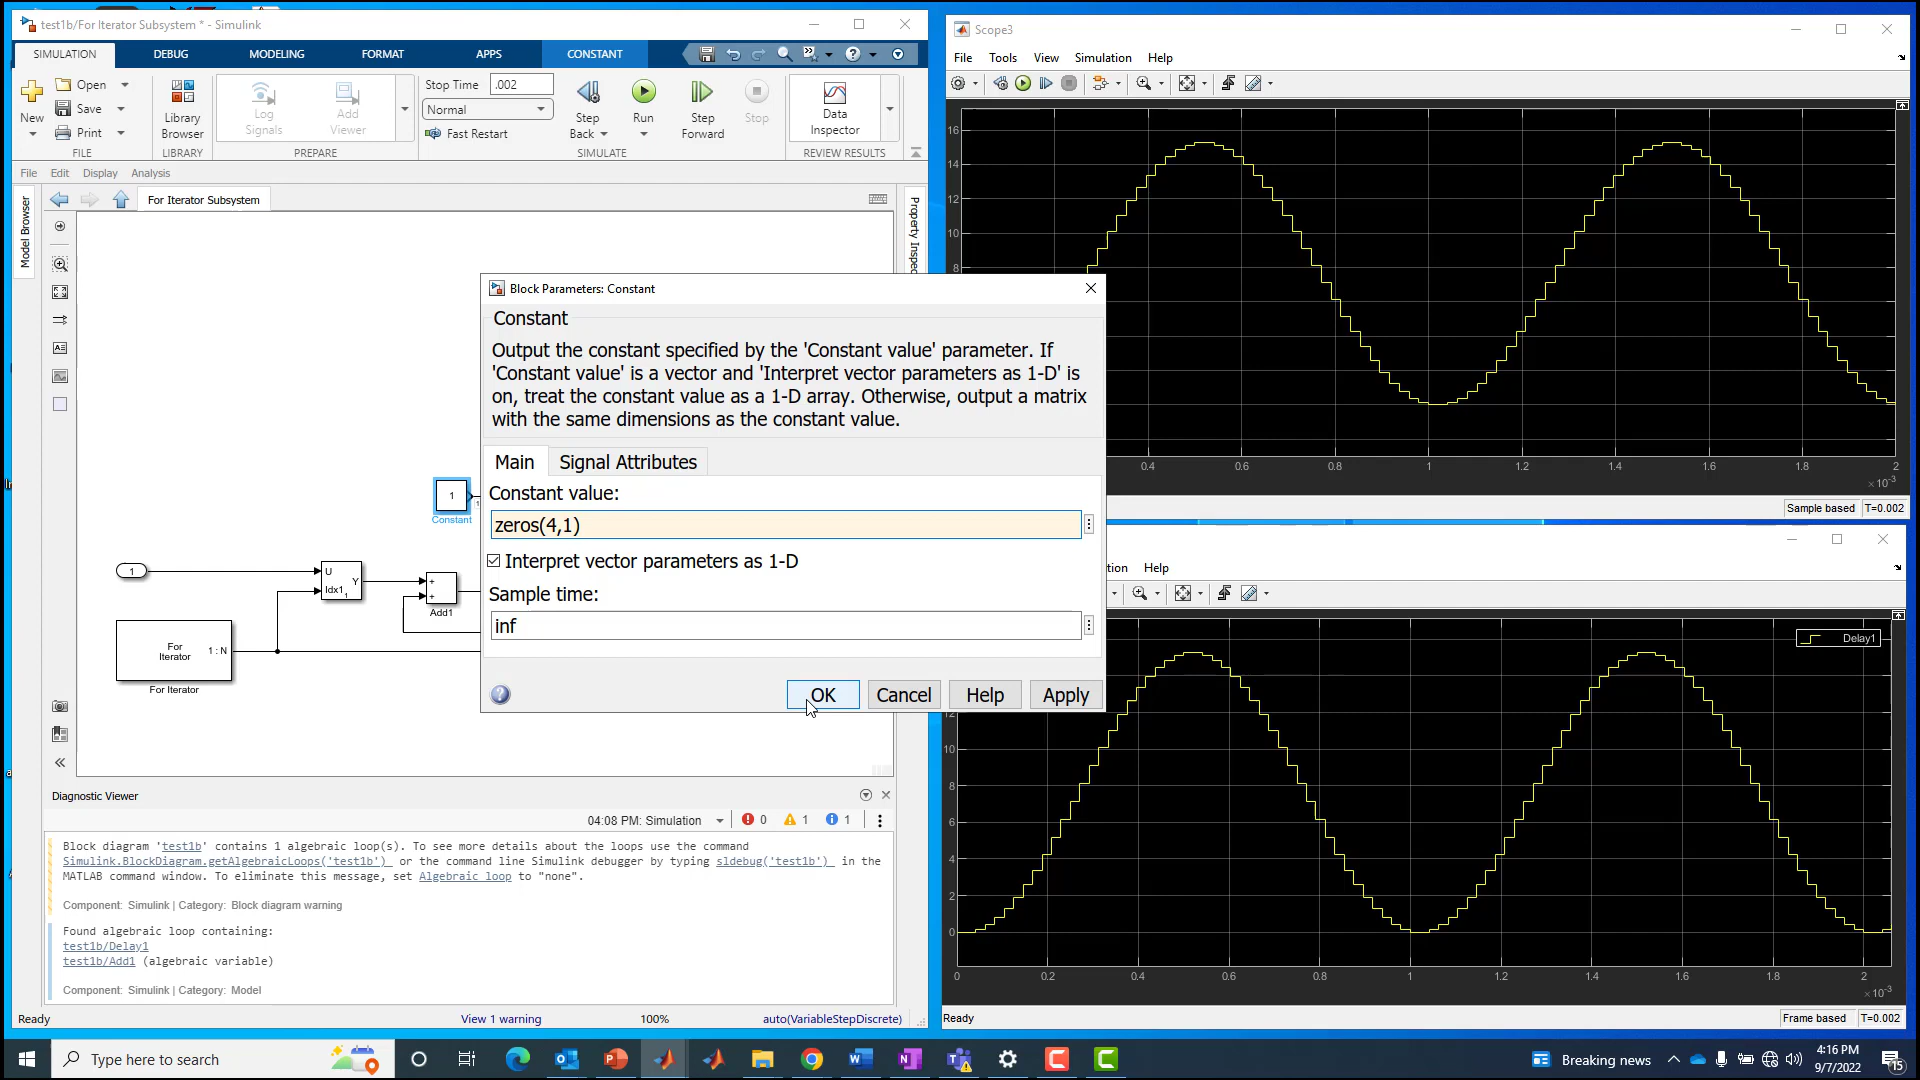 test1b/For Iterator Subsystem * - Simulink
SIMULATION DEBUG MODELING FORMAT APPS CONSTANT
New
Open
Save
Print
FILE
Library Browser
LIBRARY
Log Signals
Add Viewer
PREPARE
Stop Time .002
Normal
Fast Restart
Step Back
Run
Step Forward
Stop
SIMULATE
Data Inspector
REVIEW RESULTS
File Edit Display Analysis
For Iterator Subsystem
Model Browser
Property Inspec
1
Constant
1
U
Idx1
1
Y
+
+
Add1
For Iterator
1 : N
For Iterator
Block Parameters: Constant
Constant
Output the constant specified by the 'Constant value' parameter. If
'Constant value' is a vector and 'Interpret vector parameters as 1-D' is
on, treat the constant value as a 1-D array. Otherwise, output a matrix
with the same dimensions as the constant value.
Main Signal Attributes
Constant value:
zeros(4,1)
Interpret vector parameters as 1-D
Sample time:
inf
OK Cancel Help Apply
Diagnostic Viewer
04:08 PM: Simulation 0 1 1
Block diagram 'test1b' contains 1 algebraic loop(s). To see more details about the loops use the command
Simulink.BlockDiagram.getAlgebraicLoops('test1b') or the command line Simulink debugger by typing sldebug('test1b') in the
MATLAB command window. To eliminate this message, set Algebraic loop to "none".
Component: Simulink | Category: Block diagram warning
Found algebraic loop containing:
test1b/Delay1
test1b/Add1 (algebraic variable)
Component: Simulink | Category: Model
Ready View 1 warning 100% auto(VariableStepDiscrete)
Scope3
File Tools View Simulation Help
16
14
12
10
8
0.4 0.6 0.8 1 1.2 1.4 1.6 1.8 2
×10⁻³
Sample based T=0.002
tion Help
Delay1
12
10
8
6
4
2
0
0 0.2 0.4 0.6 0.8 1 1.2 1.4 1.6 1.8 2
×10⁻³
Ready Frame based T=0.002
Type here to search
Breaking news
4:16 PM
9/7/2022
15